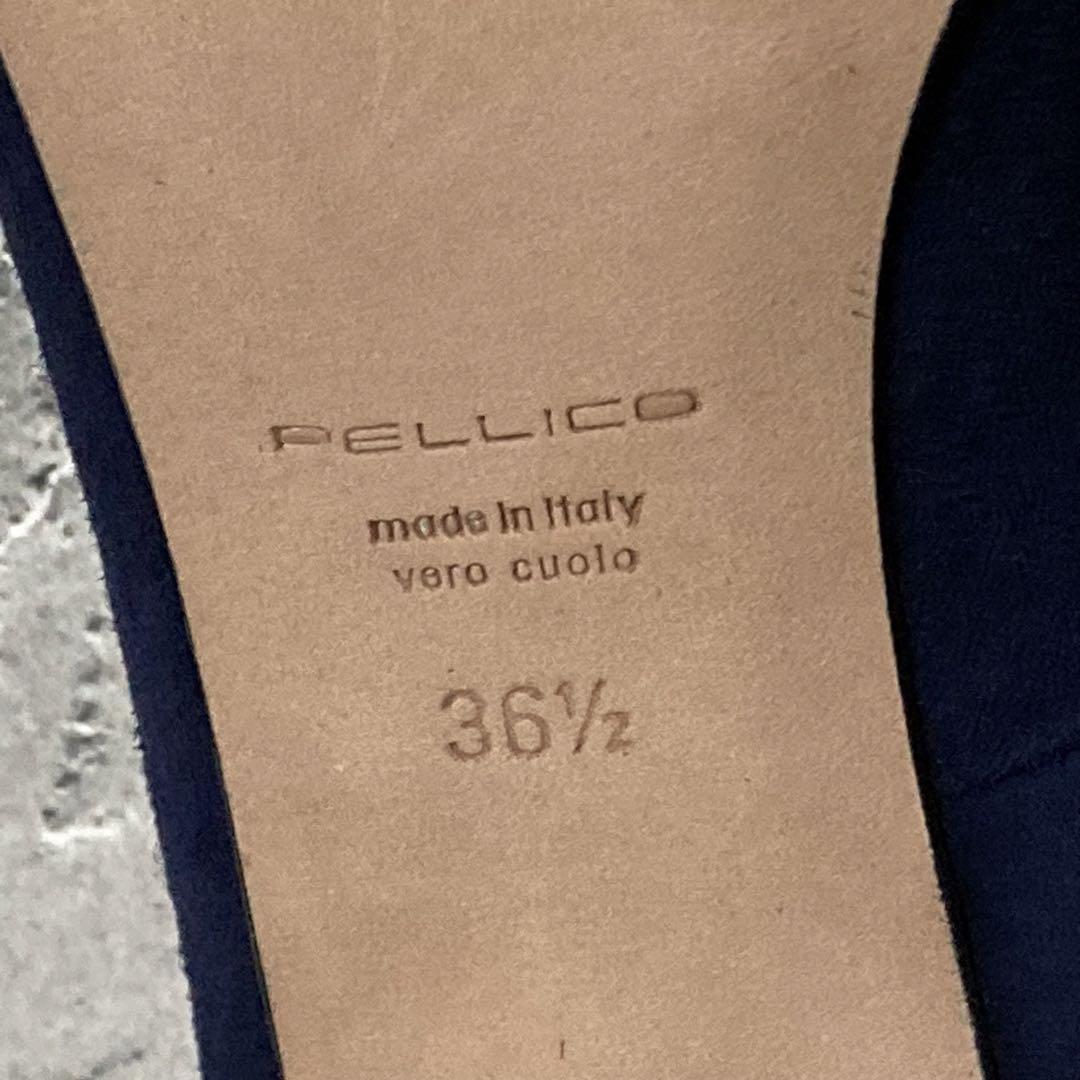 PELLICO
made in Italy
vero cuoio
36½